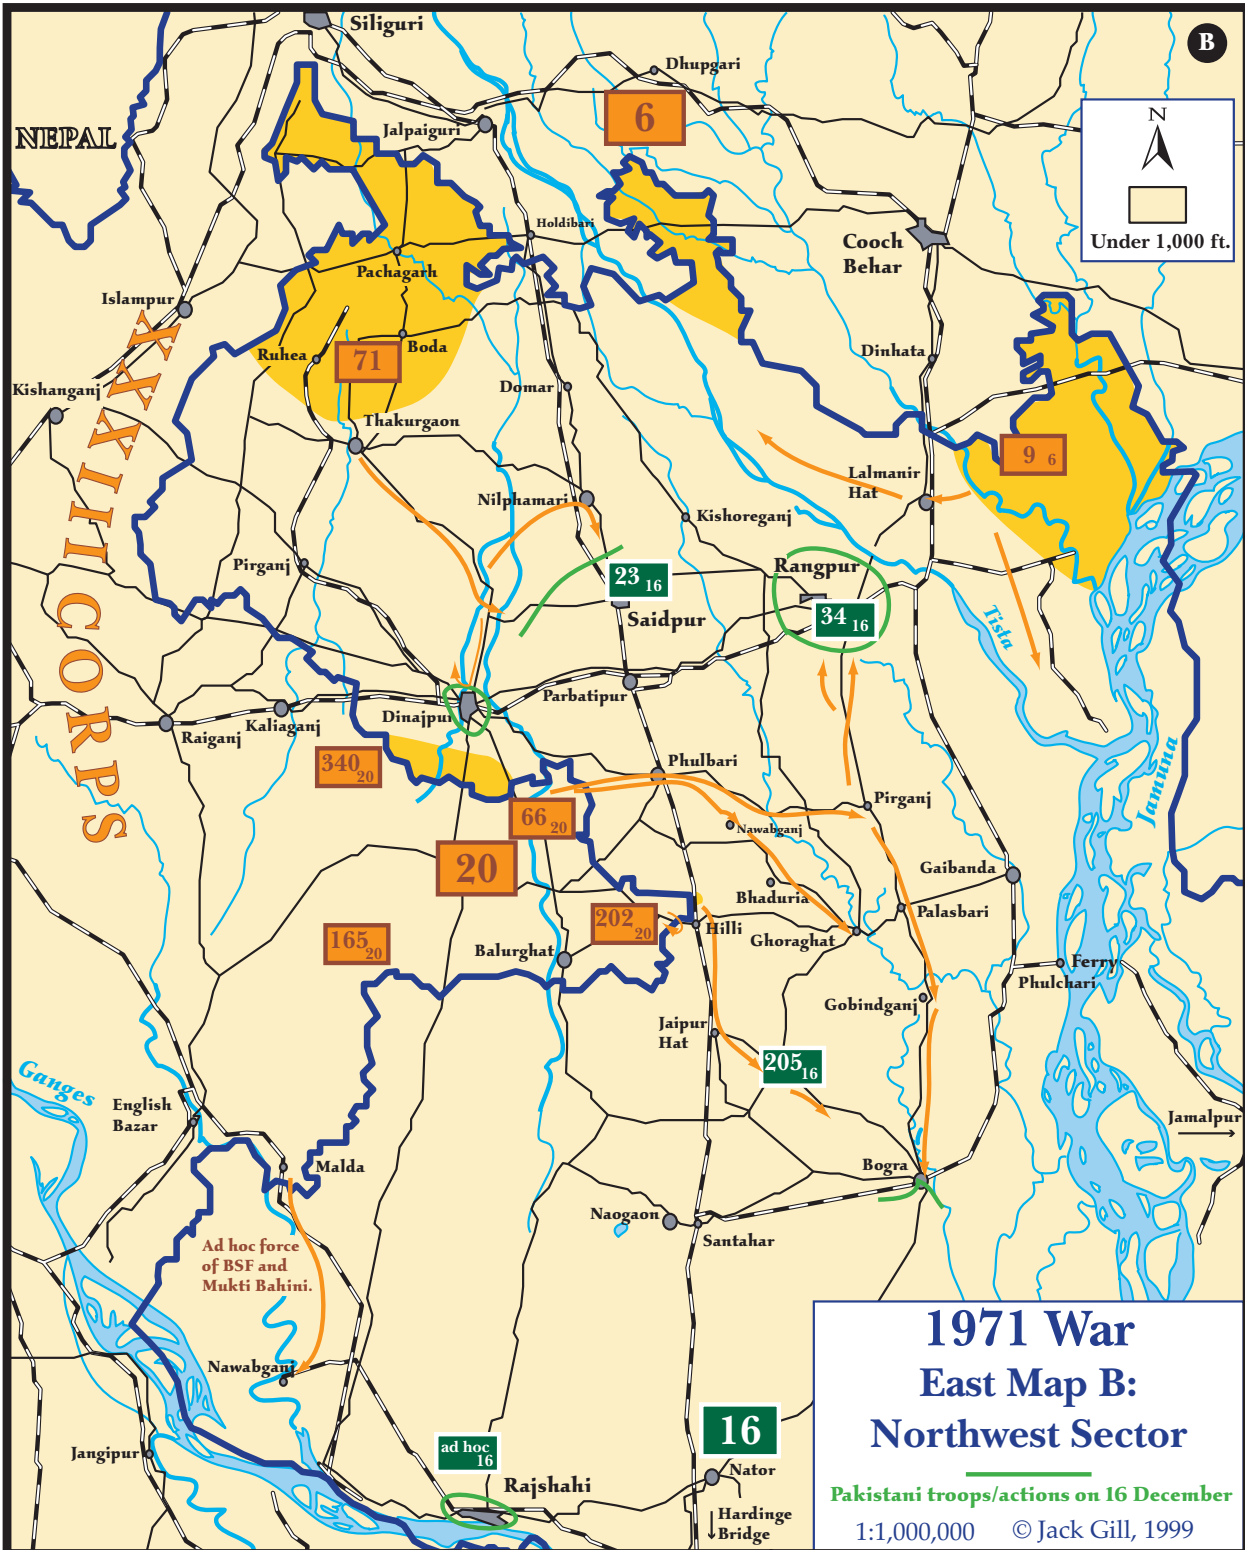 Siliguri
B
Dhupgari
NEPAL
Jalpaiguri
6
N
Under 1,000 ft.
Holdibari
Cooch
Behar
Pachagarh
Islampur
Boda
Ruhea
71
Dinhata
Kishanganj
Domar
Thakurgaon
9 6
XXXIII CORPS
Lalmanir
Hat
Nilphamari
Kishoreganj
Pirganj
Rangpur
23 16
34 16
Saidpur
Tista
Parbatipur
Dinajpur
Kaliaganj
Raiganj
340 20
Phulbari
Jamuna
Pirganj
66 20
Nawabganj
20
Gaibanda
Bhaduria
Palasbari
202 20
Hilli
Ghoraghat
165 20
Balurghat
Ferry
Phulchari
Gobindganj
Jaipur
Hat
205 16
Ganges
English
Bazar
Jamalpur
Malda
Bogra
Naogaon
Santahar
Ad hoc force
of BSF and
Mukti Bahini.
Nawabganj
1971 War
East Map B:
Northwest Sector
Pakistani troops/actions on 16 December
1:1,000,000 © Jack Gill, 1999
16
ad hoc
16
Jangipur
Nator
Rajshahi
Hardinge
Bridge